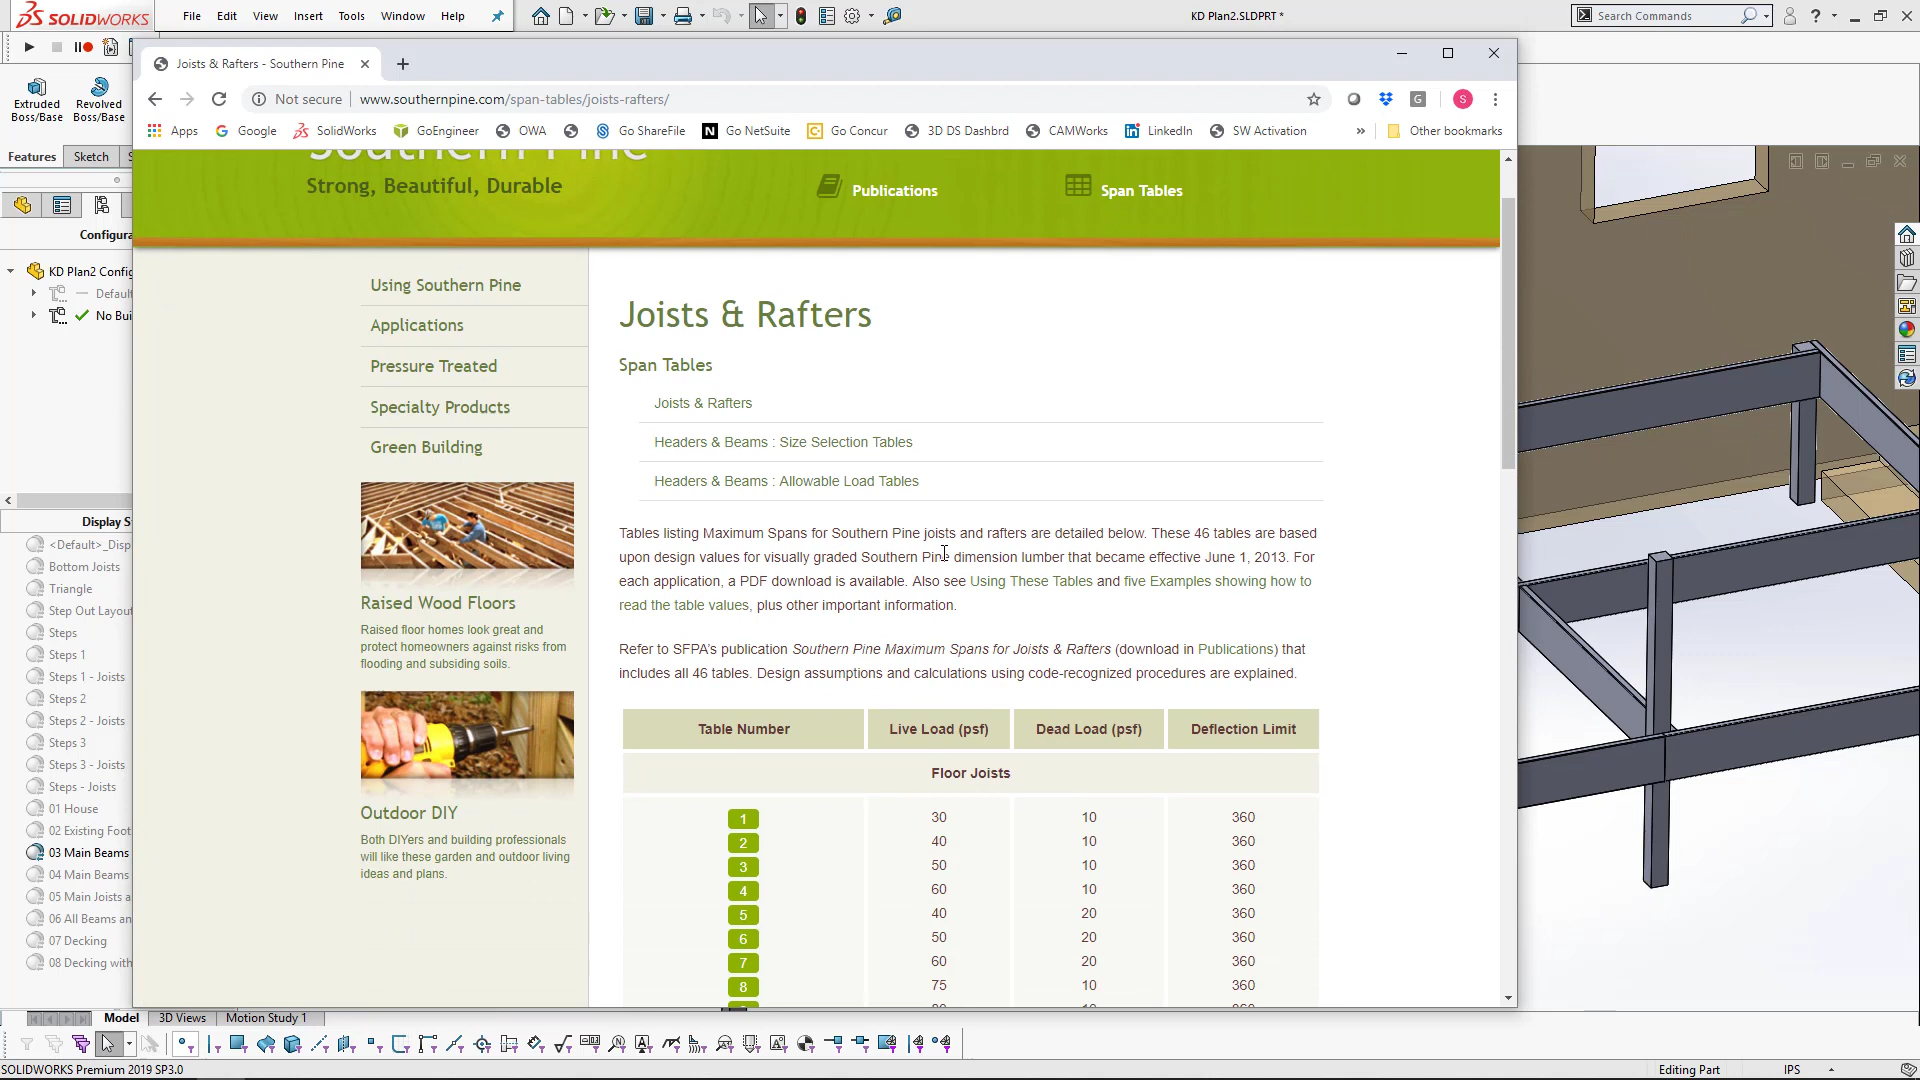 SOLIDWORKS
File Edit View Insert Tools Window Help
KD Plan2.SLDPRT *
Search Commands
Joists & Rafters - Southern Pine
Extruded Boss/Base
Revolved Boss/Base
Not secure www.southernpine.com/span-tables/joists-rafters/
Apps Google SolidWorks GoEngineer OWA Go ShareFile Go NetSuite Go Concur 3D DS Dashbrd CAMWorks LinkedIn SW Activation » Other bookmarks
Features Sketch
Southern Pine
Strong, Beautiful, Durable
Publications
Span Tables
Configura
KD Plan2 Config
Default
No Bui
Display S
<Default>_Disp
Bottom Joists
Triangle
Step Out Layou
Steps
Steps 1
Steps 1 - Joists
Steps 2
Steps 2 - Joists
Steps 3
Steps 3 - Joists
Steps - Joists
01 House
02 Existing Foot
03 Main Beams
04 Main Beams
05 Main Joists a
06 All Beams an
07 Decking
08 Decking with
Using Southern Pine
Applications
Pressure Treated
Specialty Products
Green Building
Raised Wood Floors
Raised floor homes look great and
protect homeowners against risks from
flooding and subsiding soils.
Outdoor DIY
Both DIYers and building professionals
will like these garden and outdoor living
ideas and plans.
Joists & Rafters
Span Tables
Joists & Rafters
Headers & Beams : Size Selection Tables
Headers & Beams : Allowable Load Tables
Tables listing Maximum Spans for Southern Pine joists and rafters are detailed below. These 46 tables are based
upon design values for visually graded Southern Pine dimension lumber that became effective June 1, 2013. For
each application, a PDF download is available. Also see Using These Tables and five Examples showing how to
read the table values, plus other important information.
Refer to SFPA's publication Southern Pine Maximum Spans for Joists & Rafters (download in Publications) that
includes all 46 tables. Design assumptions and calculations using code-recognized procedures are explained.
Table Number Live Load (psf) Dead Load (psf) Deflection Limit
Floor Joists
1 30 10 360
2 40 10 360
3 50 10 360
4 60 10 360
5 40 20 360
6 50 20 360
7 60 20 360
8 75 10 360
Model 3D Views Motion Study 1
SOLIDWORKS Premium 2019 SP3.0
Editing Part IPS